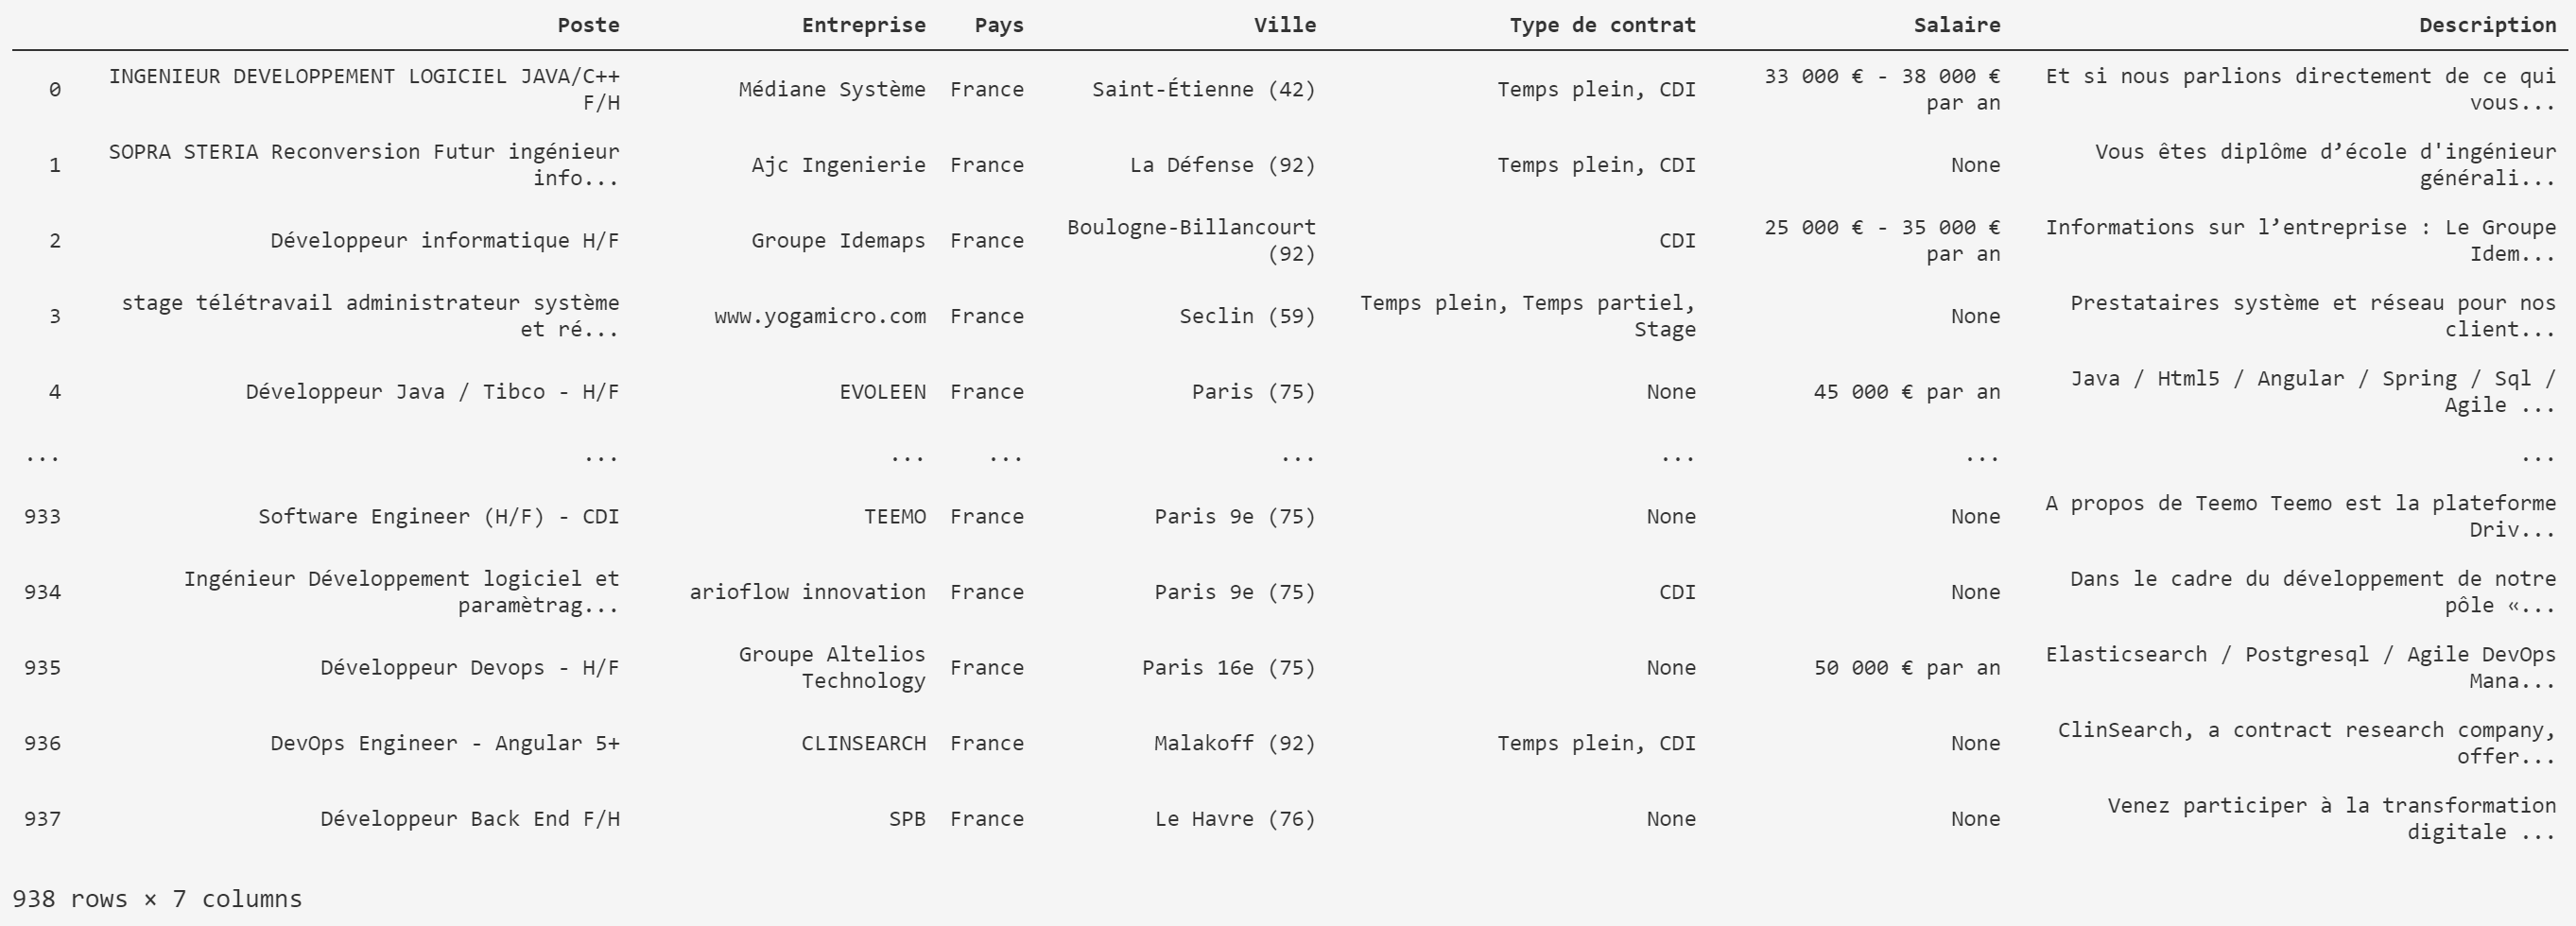 Poste Entreprise Pays Ville Type de contrat Salaire Description
0 INGENIEUR DEVELOPPEMENT LOGICIEL JAVA/C++ F/H Médiane Système France Saint-Étienne (42) Temps plein, CDI 33 000 € - 38 000 € par an Et si nous parlions directement de ce qui vous...
1 SOPRA STERIA Reconversion Futur ingénieur info... Ajc Ingenierie France La Défense (92) Temps plein, CDI None Vous êtes diplôme d’école d'ingénieur générali...
2 Développeur informatique H/F Groupe Idemaps France Boulogne-Billancourt (92) CDI 25 000 € - 35 000 € par an Informations sur l’entreprise : Le Groupe Idem...
3 stage télétravail administrateur système et ré... www.yogamicro.com France Seclin (59) Temps plein, Temps partiel, Stage None Prestataires système et réseau pour nos client...
4 Développeur Java / Tibco - H/F EVOLEEN France Paris (75) None 45 000 € par an Java / Html5 / Angular / Spring / Sql / Agile ...
... ... ... ... ... ... ... ...
933 Software Engineer (H/F) - CDI TEEMO France Paris 9e (75) None None A propos de Teemo Teemo est la plateforme Driv...
934 Ingénieur Développement logiciel et paramètrag... arioflow innovation France Paris 9e (75) CDI None Dans le cadre du développement de notre pôle «...
935 Développeur Devops - H/F Groupe Altelios Technology France Paris 16e (75) None 50 000 € par an Elasticsearch / Postgresql / Agile DevOps Mana...
936 DevOps Engineer - Angular 5+ CLINSEARCH France Malakoff (92) Temps plein, CDI None ClinSearch, a contract research company, offer...
937 Développeur Back End F/H SPB France Le Havre (76) None None Venez participer à la transformation digitale ...
938 rows × 7 columns